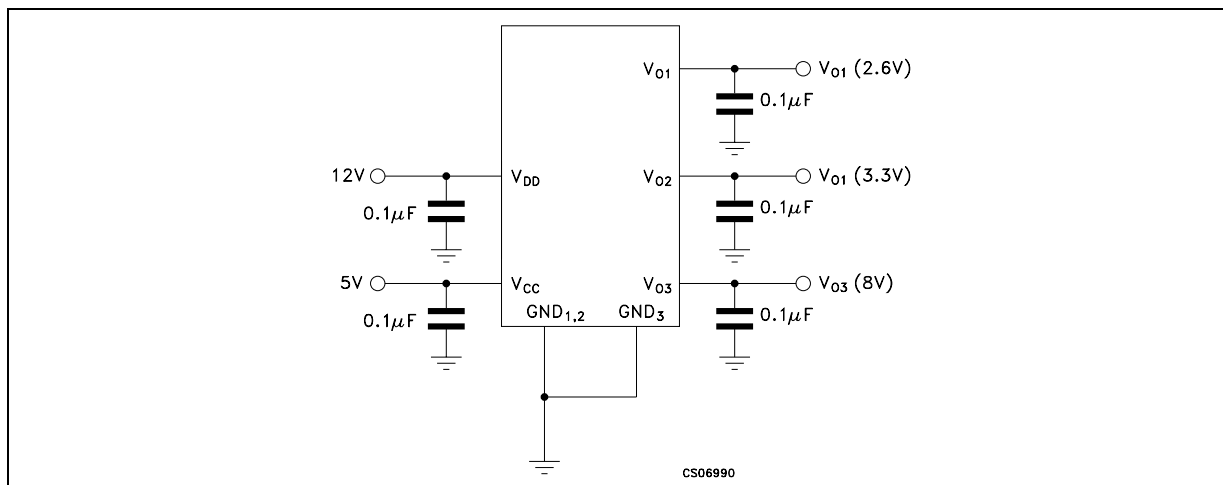 V01 V01 (2.6V)
0.1μF
12V VDD V02 V01 (3.3V)
0.1μF 0.1μF
5V VCC V03 V03 (8V)
GND1,2 GND3
0.1μF 0.1μF
CS06990